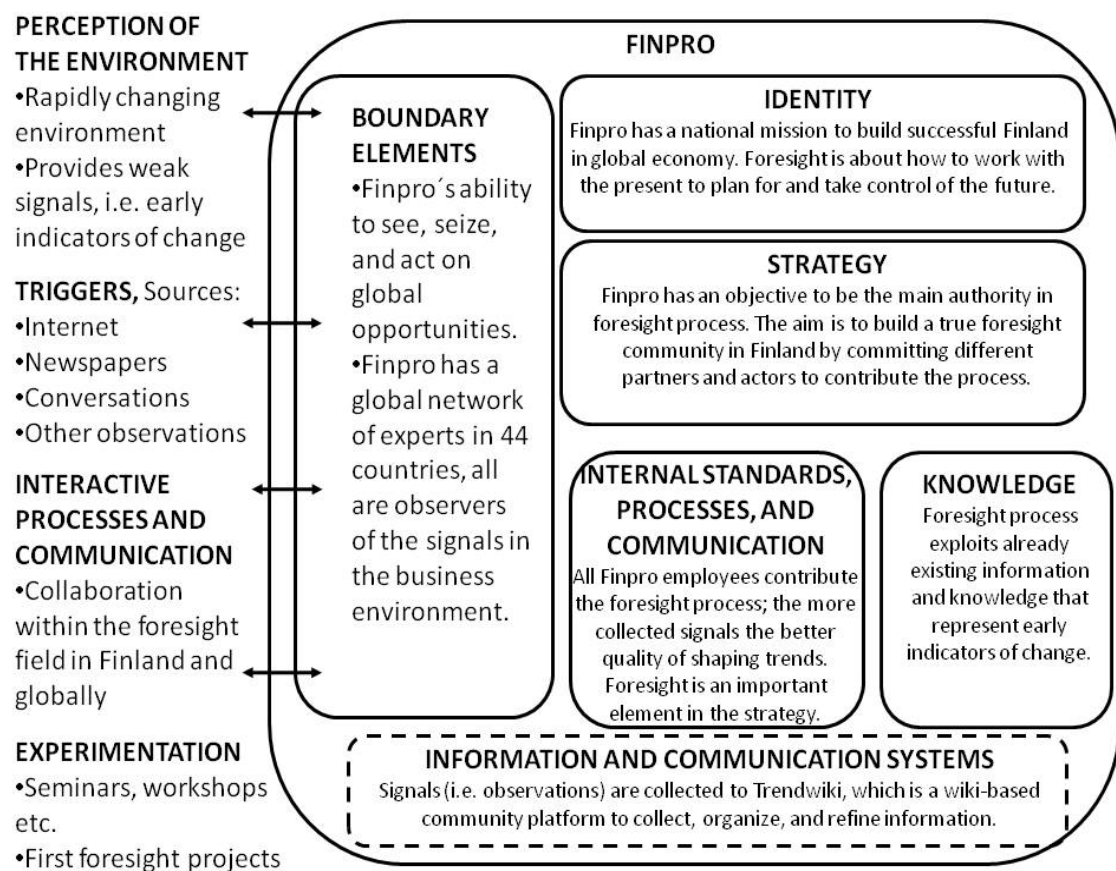 PERCEPTION OF
THE ENVIRONMENT
•Rapidly changing
environment
•Provides weak
signals, i.e. early
indicators of change
TRIGGERS, Sources:
•Internet
•Newspapers
•Conversations
•Other observations
INTERACTIVE
PROCESSES AND
COMMUNICATION
•Collaboration
within the foresight
field in Finland and
globally
EXPERIMENTATION
•Seminars, workshops
etc.
•First foresight projects
FINPRO
BOUNDARY
ELEMENTS
•Finpro´s ability
to see, seize,
and act on
global
opportunities.
•Finpro has a
global network
of experts in 44
countries, all
are observers
of the signals in
the business
environment.
IDENTITY
Finpro has a national mission to build successful Finland
in global economy. Foresight is about how to work with
the present to plan for and take control of the future.
STRATEGY
Finpro has an objective to be the main authority in
foresight process. The aim is to build a true foresight
community in Finland by committing different
partners and actors to contribute the process.
INTERNAL STANDARDS,
PROCESSES, AND
COMMUNICATION
All Finpro employees contribute
the foresight process; the more
collected signals the better
quality of shaping trends.
Foresight is an important
element in the strategy.
KNOWLEDGE
Foresight process
exploits already
existing information
and knowledge that
represent early
indicators of change.
INFORMATION AND COMMUNICATION SYSTEMS
Signals (i.e. observations) are collected to Trendwiki, which is a wiki-based
community platform to collect, organize, and refine information.